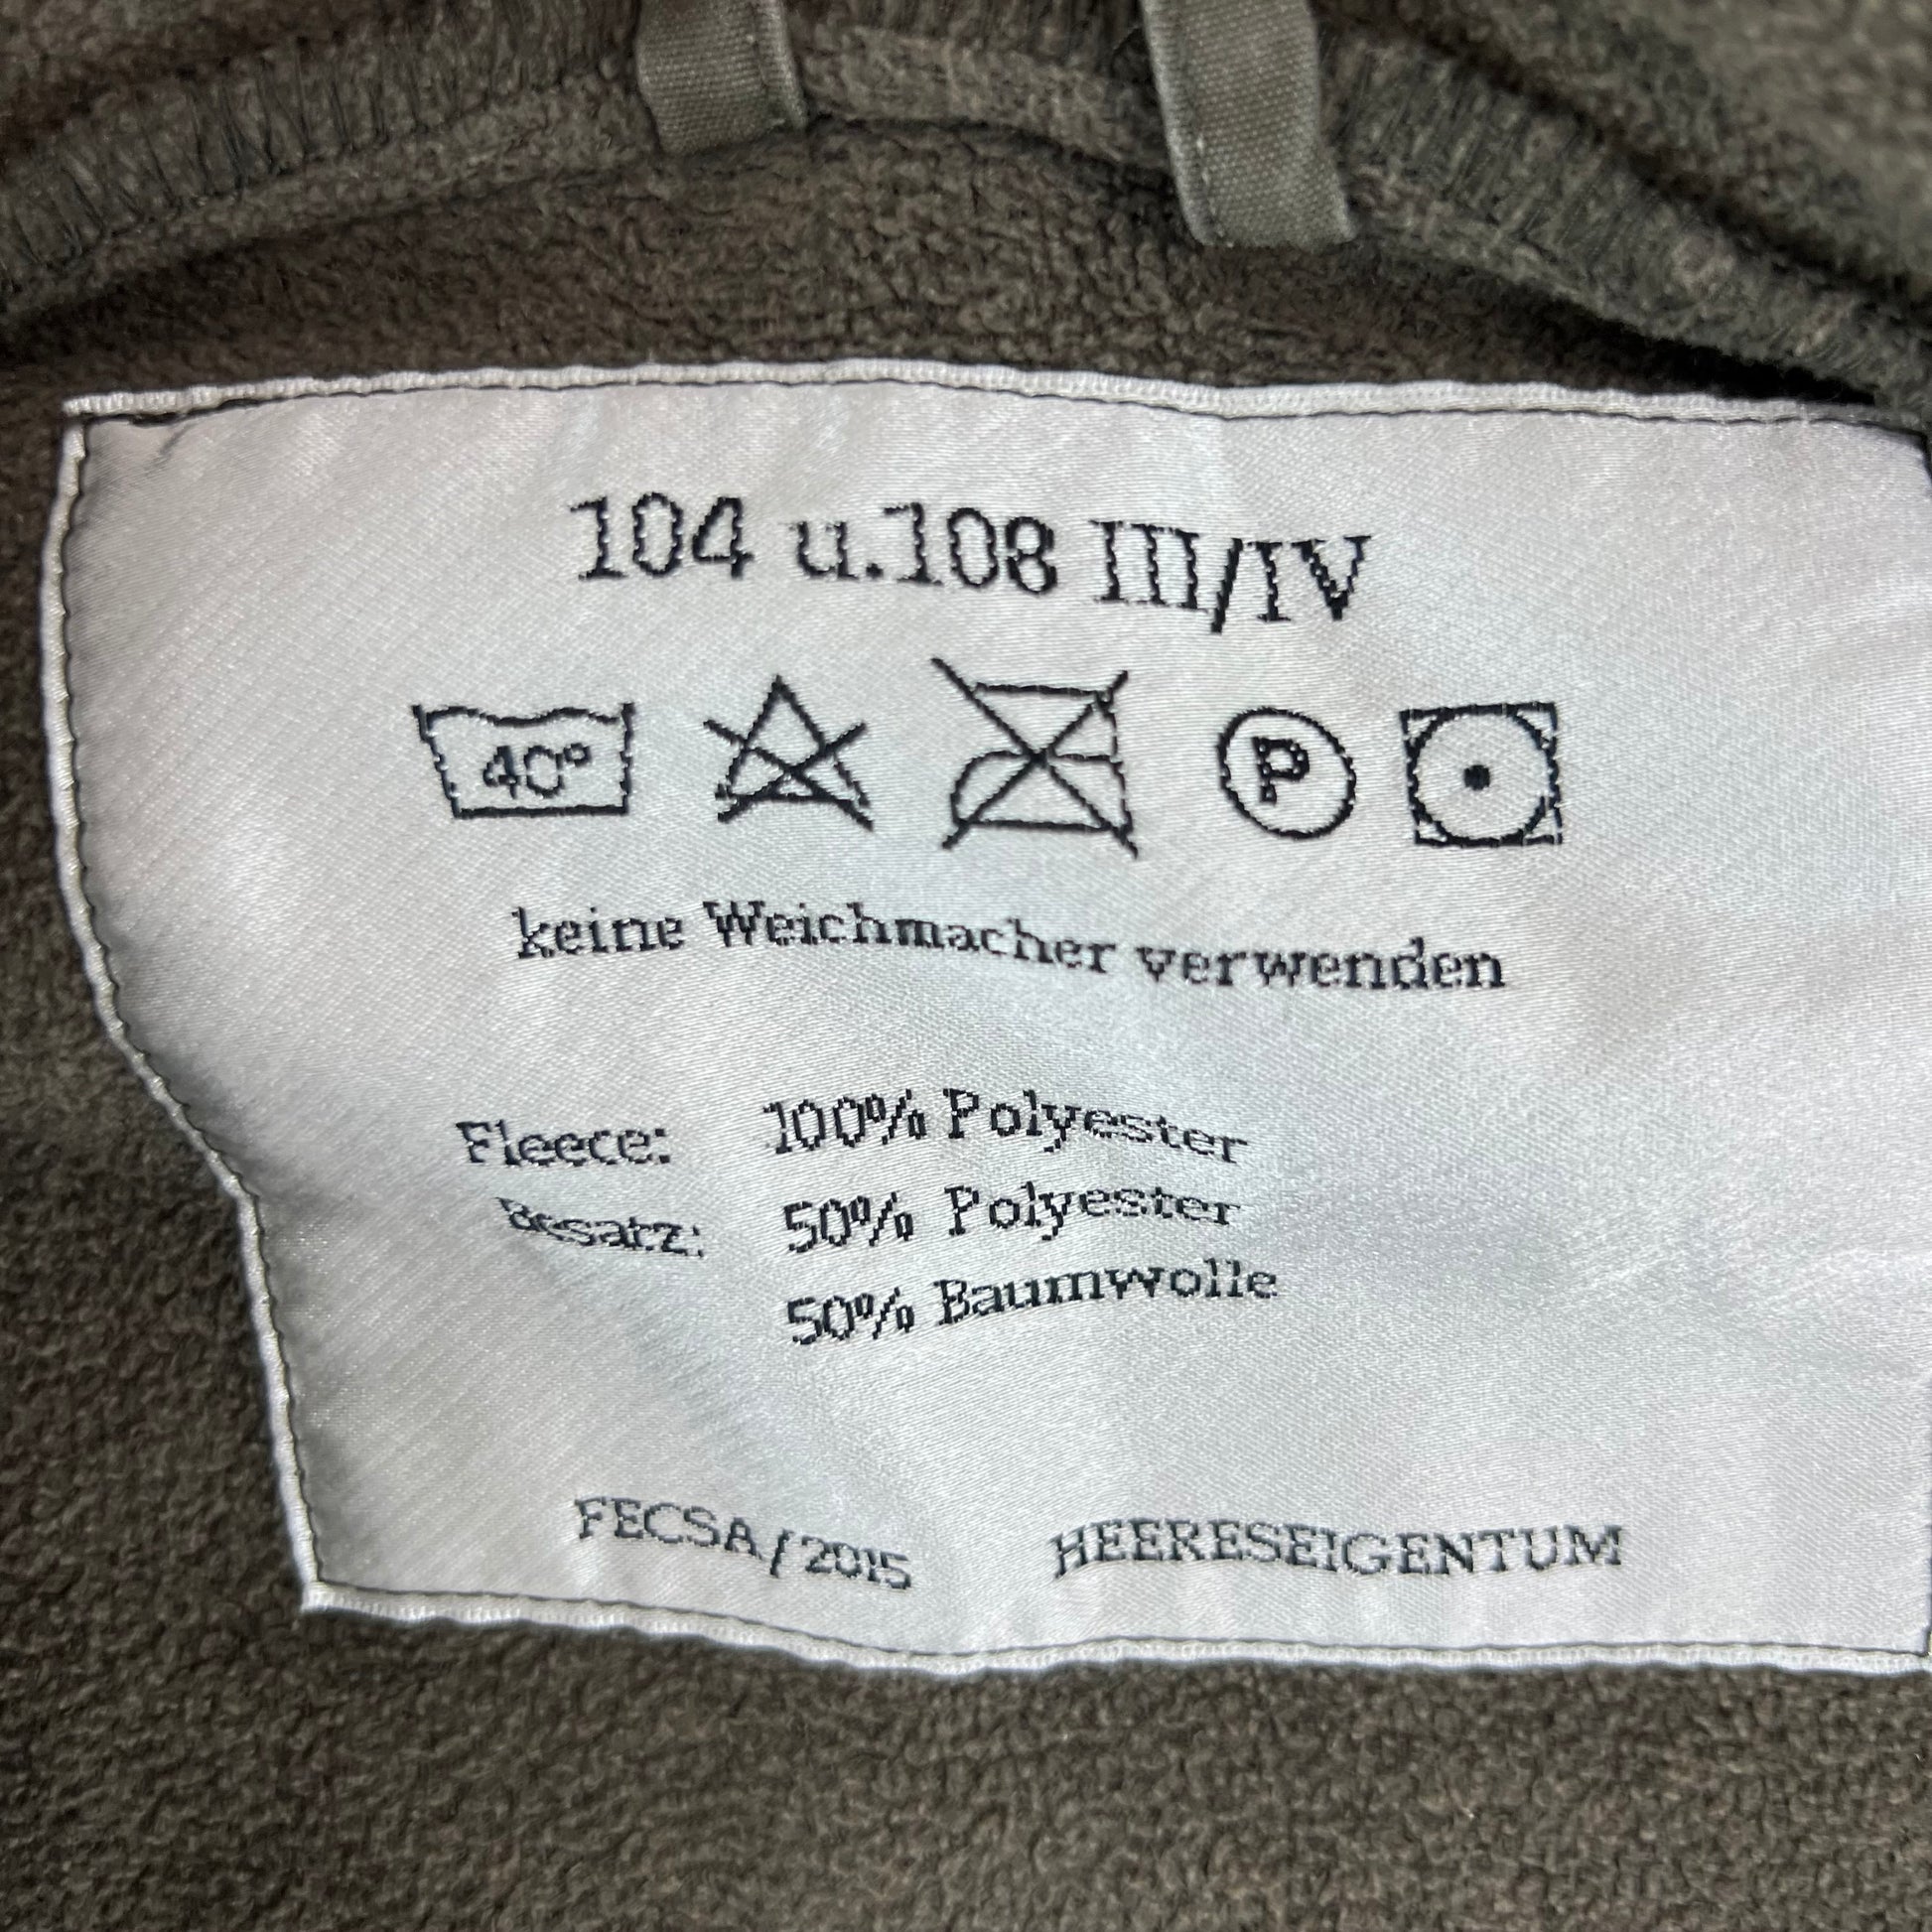 104 u.108 III/IV
40°
P
keine Weichmacher verwenden
Fleece: 100% Polyester
Besatz: 50% Polyester
50% Baumwolle
FECSA/2015 HEERESEIGENTUM